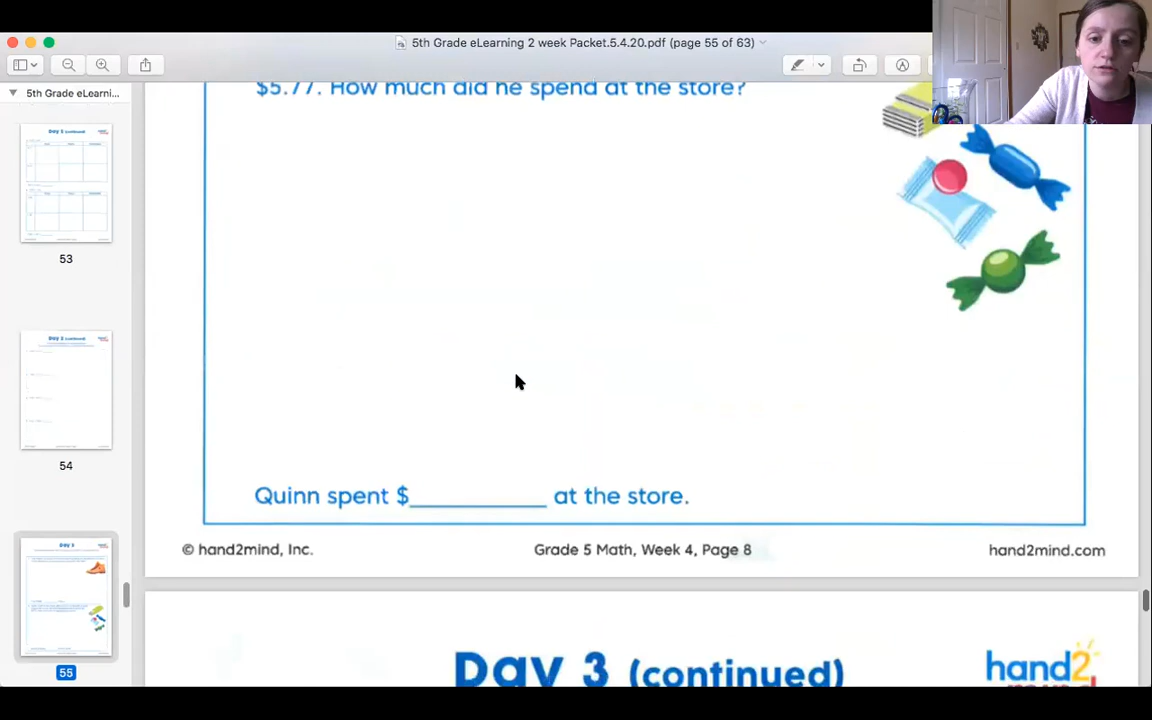 5th Grade eLearning 2 week Packet.5.4.20.pdf (page 55 of 63)
5th Grade eLearni...
$5.77. How much did he spend at the store?
53
54
55
Quinn spent $__________ at the store.
© hand2mind, Inc.
Grade 5 Math, Week 4, Page 8
hand2mind.com
Day 3 (continued)
hand2
mind